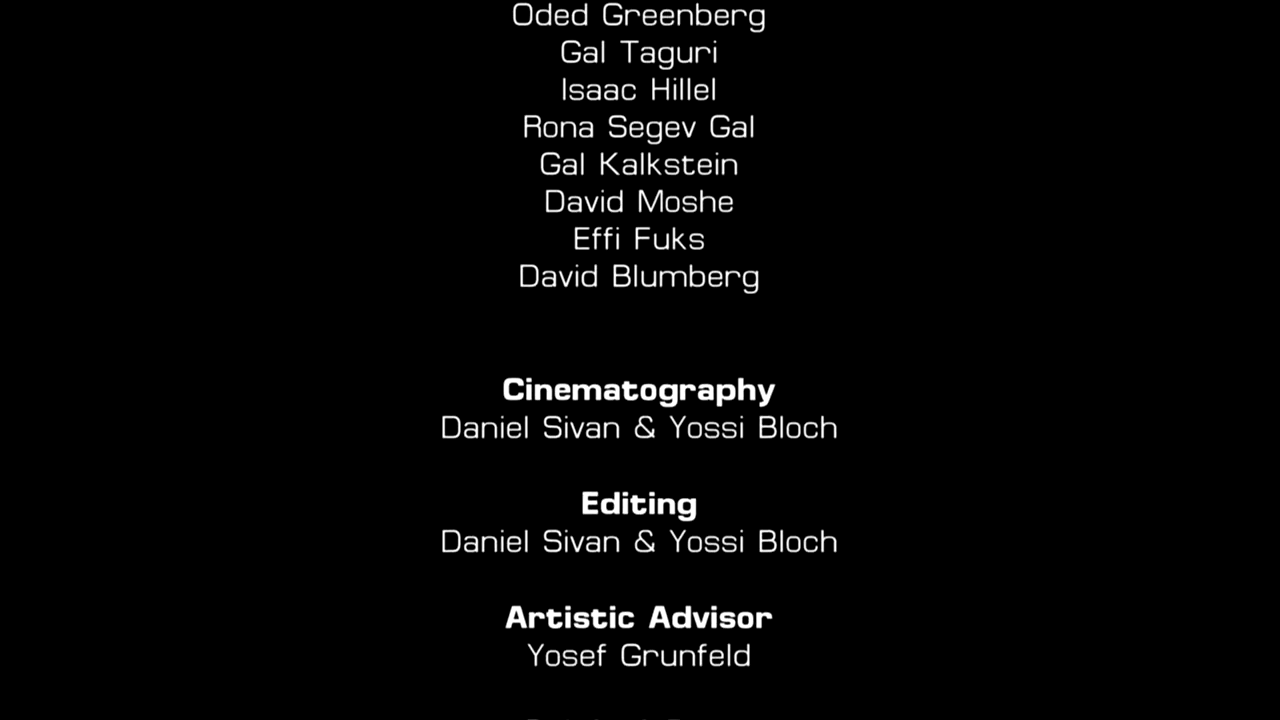 Oded Greenberg
Gal Taguri
Isaac Hillel
Rona Segev Gal
Gal Kalkstein
David Moshe
Effi Fuks
David Blumberg
Cinematography
Daniel Sivan & Yossi Bloch
Editing
Daniel Sivan & Yossi Bloch
Artistic Advisor
Yosef Grunfeld